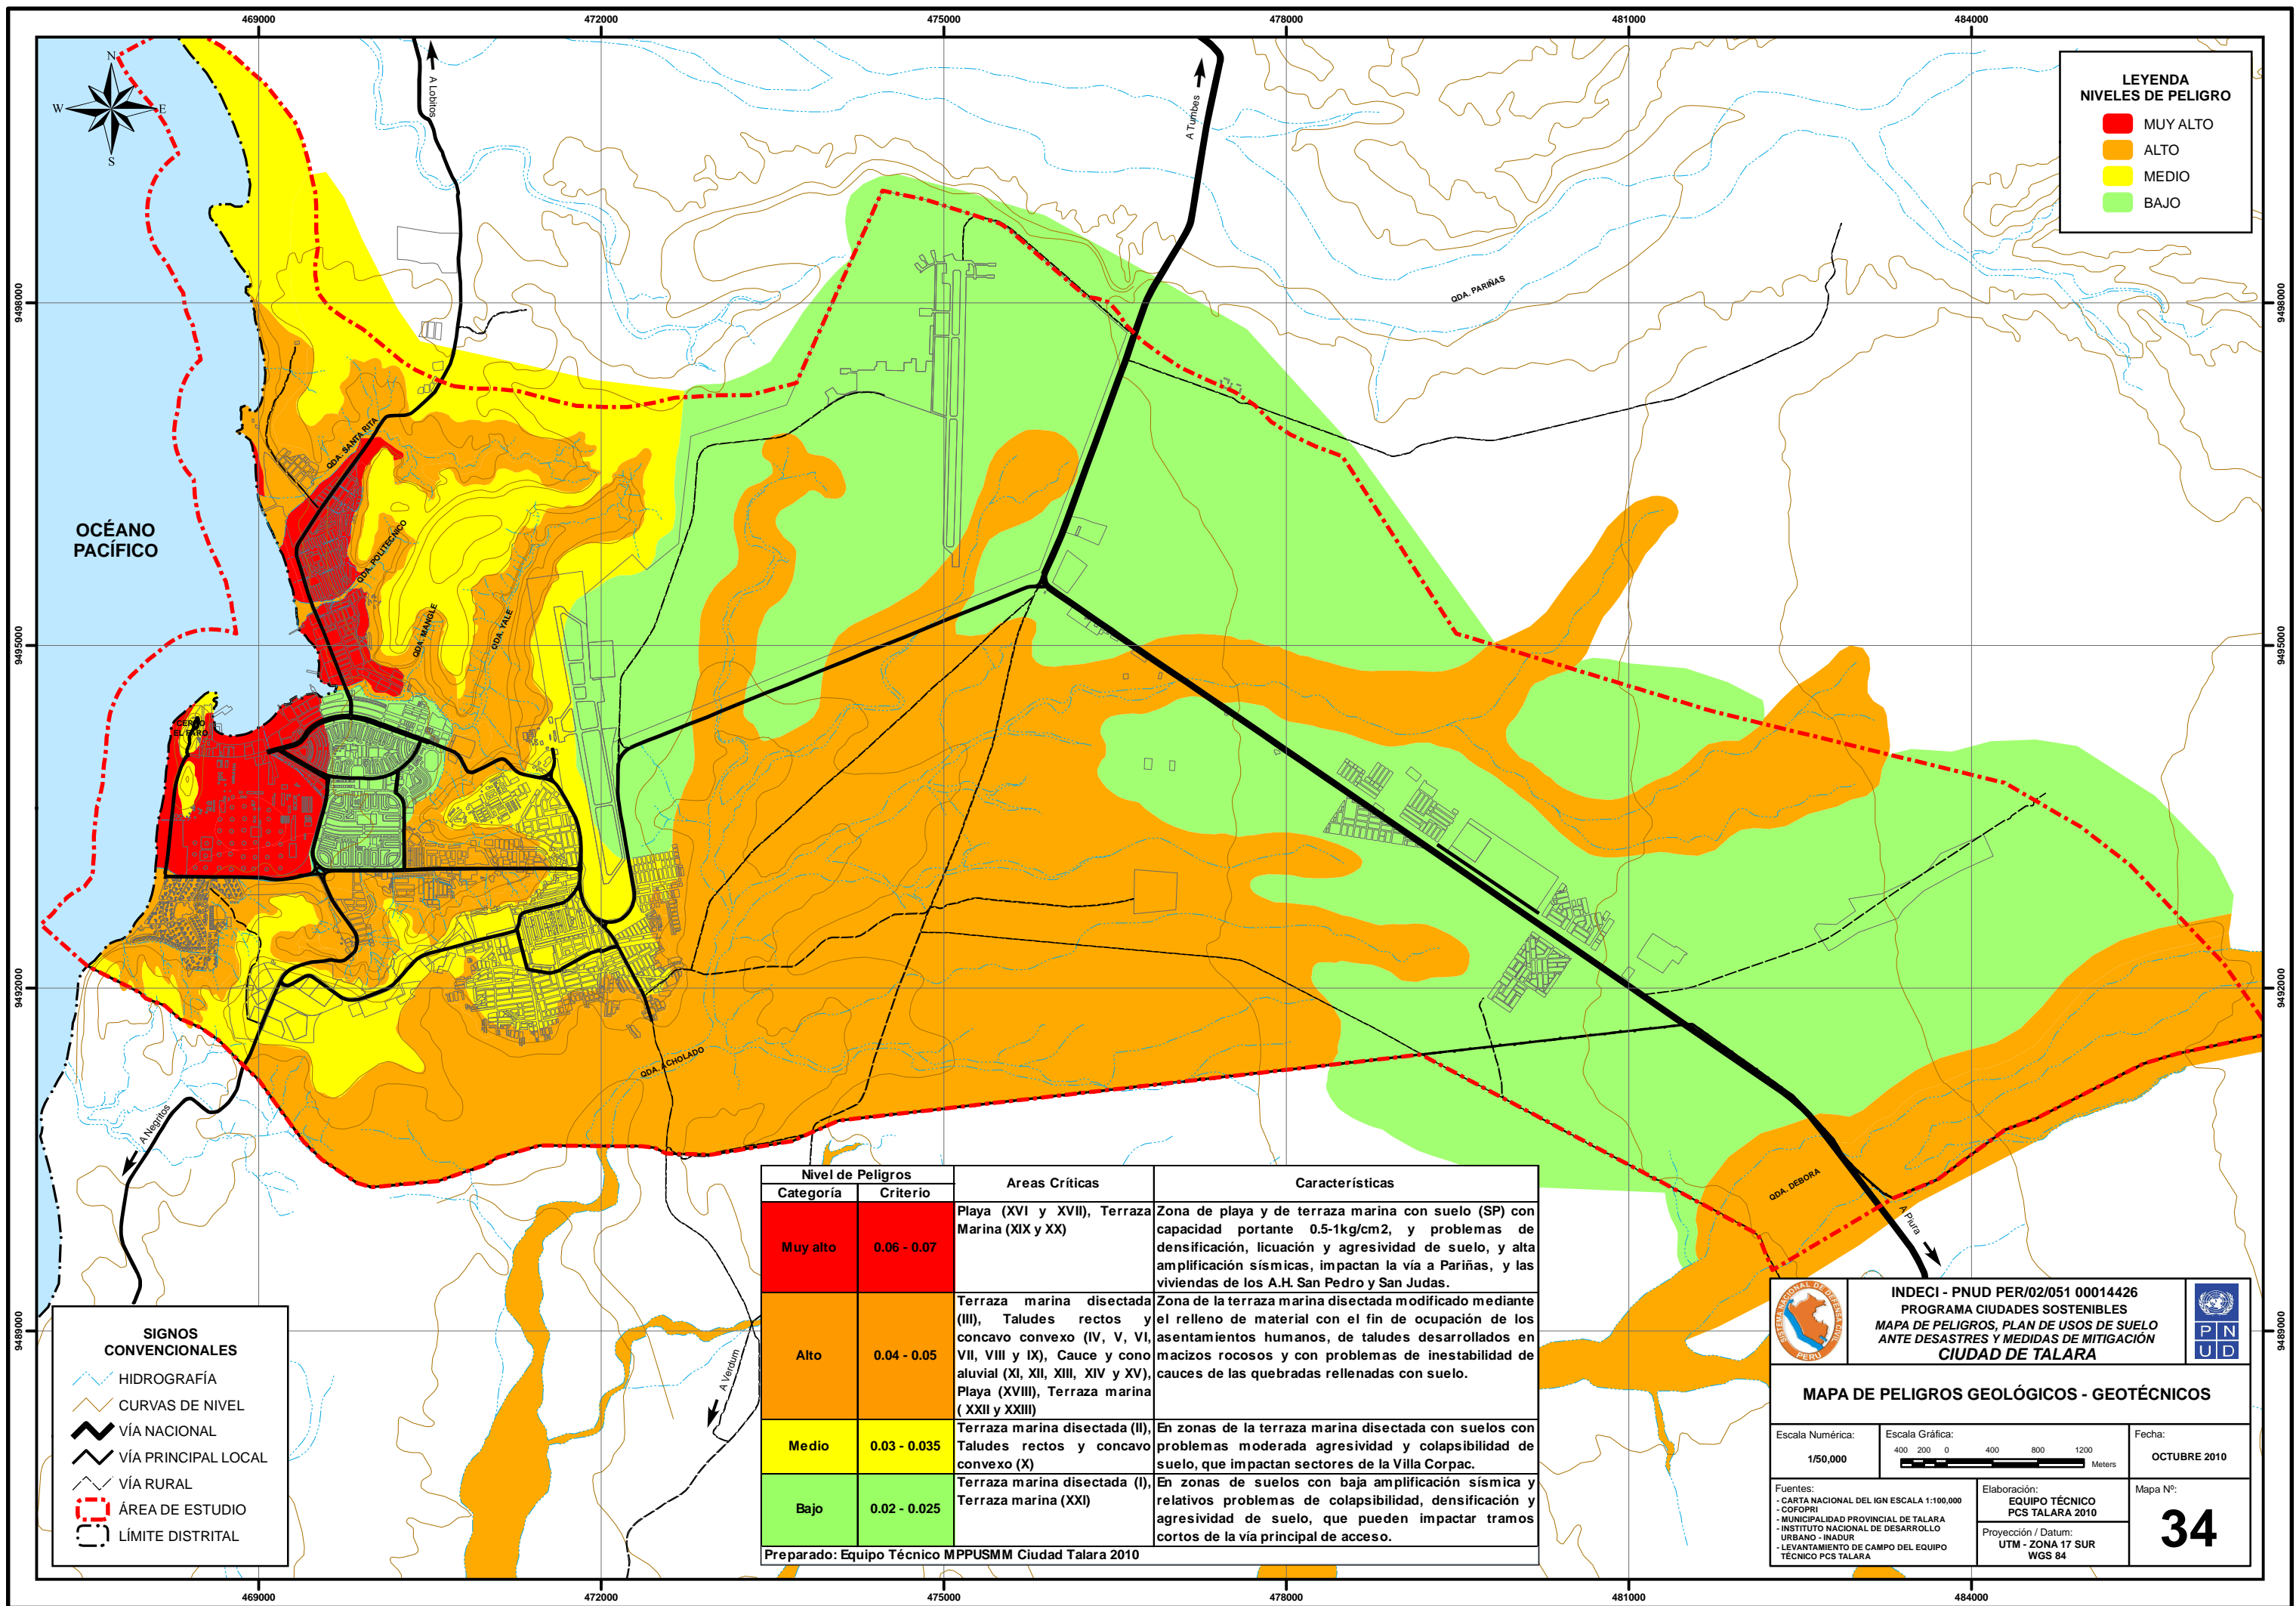 469000
472000
475000
478000
481000
484000
9498000
9495000
9492000
9489000
9498000
9495000
9492000
9489000
N
W
E
S
A Lobitos
A Tumbes
LEYENDA
NIVELES DE PELIGRO
MUY ALTO
ALTO
MEDIO
BAJO
QDA. PARIÑAS
QDA. SANTA RITA
OCÉANO
PACÍFICO
QDA. POLITECNICO
QDA. MANGLE
QDA. YALE
CERRO
EL FARO
QDA. ACHOLADO
A Negritos
QDA. DEBORA
A Piura
A Verdum
Nivel de Peligros
Categoría
Criterio
Areas Críticas
Características
Muy alto
0.06 - 0.07
Playa (XVI y XVII), Terraza
Marina (XIX y XX)
Zona de playa y de terraza marina con suelo (SP) con
capacidad portante 0.5-1kg/cm2, y problemas de
densificación, licuación y agresividad de suelo, y alta
amplificación sísmicas, impactan la vía a Pariñas, y las
viviendas de los A.H. San Pedro y San Judas.
Alto
0.04 - 0.05
Terraza marina disectada
(III), Taludes rectos y
concavo convexo (IV, V, VI,
VII, VIII y IX), Cauce y cono
aluvial (XI, XII, XIII, XIV y XV),
Playa (XVIII), Terraza marina
( XXII y XXIII)
Zona de la terraza marina disectada modificado mediante
el relleno de material con el fin de ocupación de los
asentamientos humanos, de taludes desarrollados en
macizos rocosos y con problemas de inestabilidad de
cauces de las quebradas rellenadas con suelo.
Medio
0.03 - 0.035
Terraza marina disectada (II),
Taludes rectos y concavo
convexo (X)
En zonas de la terraza marina disectada con suelos con
problemas moderada agresividad y colapsibilidad de
suelo, que impactan sectores de la Villa Corpac.
Bajo
0.02 - 0.025
Terraza marina disectada (I),
Terraza marina (XXI)
En zonas de suelos con baja amplificación sísmica y
relativos problemas de colapsibilidad, densificación y
agresividad de suelo, que pueden impactar tramos
cortos de la vía principal de acceso.
Preparado: Equipo Técnico MPPUSMM Ciudad Talara 2010
SIGNOS
CONVENCIONALES
HIDROGRAFÍA
CURVAS DE NIVEL
VÍA NACIONAL
VÍA PRINCIPAL LOCAL
VÍA RURAL
ÁREA DE ESTUDIO
LÍMITE DISTRITAL
SISTEMA NACIONAL DE DEFENSA CIVIL
PERU
INDECI - PNUD PER/02/051 00014426
PROGRAMA CIUDADES SOSTENIBLES
MAPA DE PELIGROS, PLAN DE USOS DE SUELO
ANTE DESASTRES Y MEDIDAS DE MITIGACIÓN
CIUDAD DE TALARA
P N
U D
MAPA DE PELIGROS GEOLÓGICOS - GEOTÉCNICOS
Escala Numérica:
1/50,000
Escala Gráfica:
400 200 0 400 800 1200
Meters
Fecha:
OCTUBRE 2010
Fuentes:
- CARTA NACIONAL DEL IGN ESCALA 1:100,000
- COFOPRI
- MUNICIPALIDAD PROVINCIAL DE TALARA
- INSTITUTO NACIONAL DE DESARROLLO
URBANO - INADUR
- LEVANTAMIENTO DE CAMPO DEL EQUIPO
TÉCNICO PCS TALARA
Elaboración:
EQUIPO TÉCNICO
PCS TALARA 2010
Proyección / Datum:
UTM - ZONA 17 SUR
WGS 84
Mapa Nº:
34
469000
472000
475000
478000
481000
484000